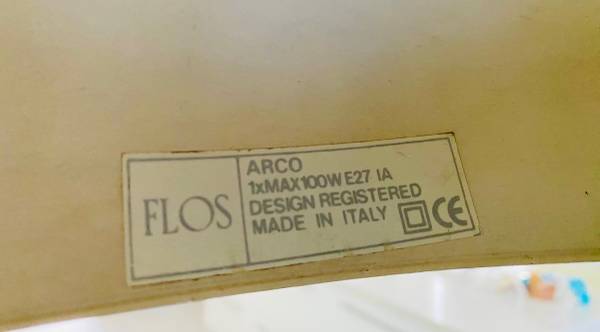 FLOS
ARCO
1xMAX100W E27 IA
DESIGN REGISTERED
MADE IN ITALY CE